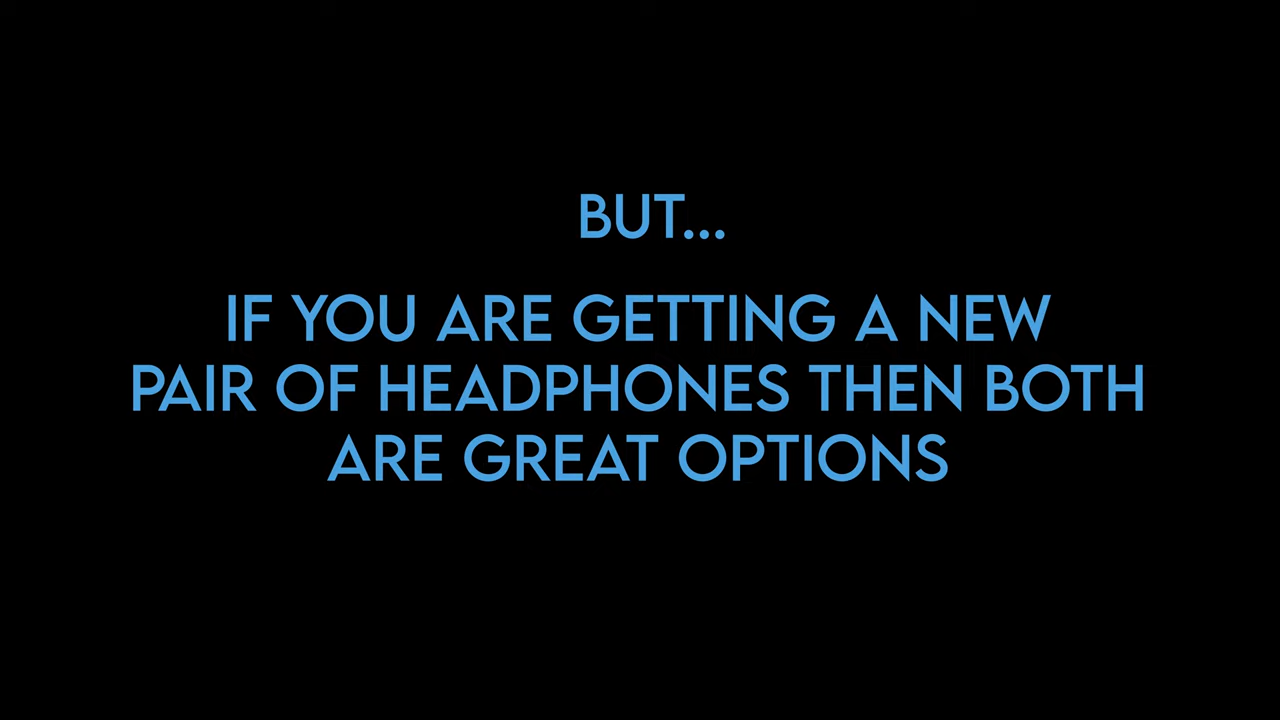 BUT...
IF YOU ARE GETTING A NEW
PAIR OF HEADPHONES THEN BOTH
ARE GREAT OPTIONS